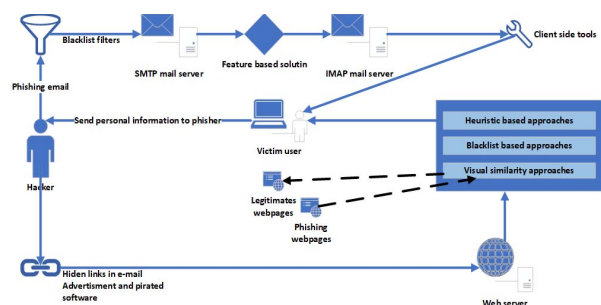 Blacklist filters
SMTP mail server
Feature based solutin
IMAP mail server
Client side tools
Phishing email
Send personal information to phisher
Victim user
Heuristic based approaches
Blacklist based approaches
Visual similarity approaches
Hacker
Legitimates
webpages
Phishing
webpages
Hiden links in e-mail
Advertisment and pirated
software
Web server